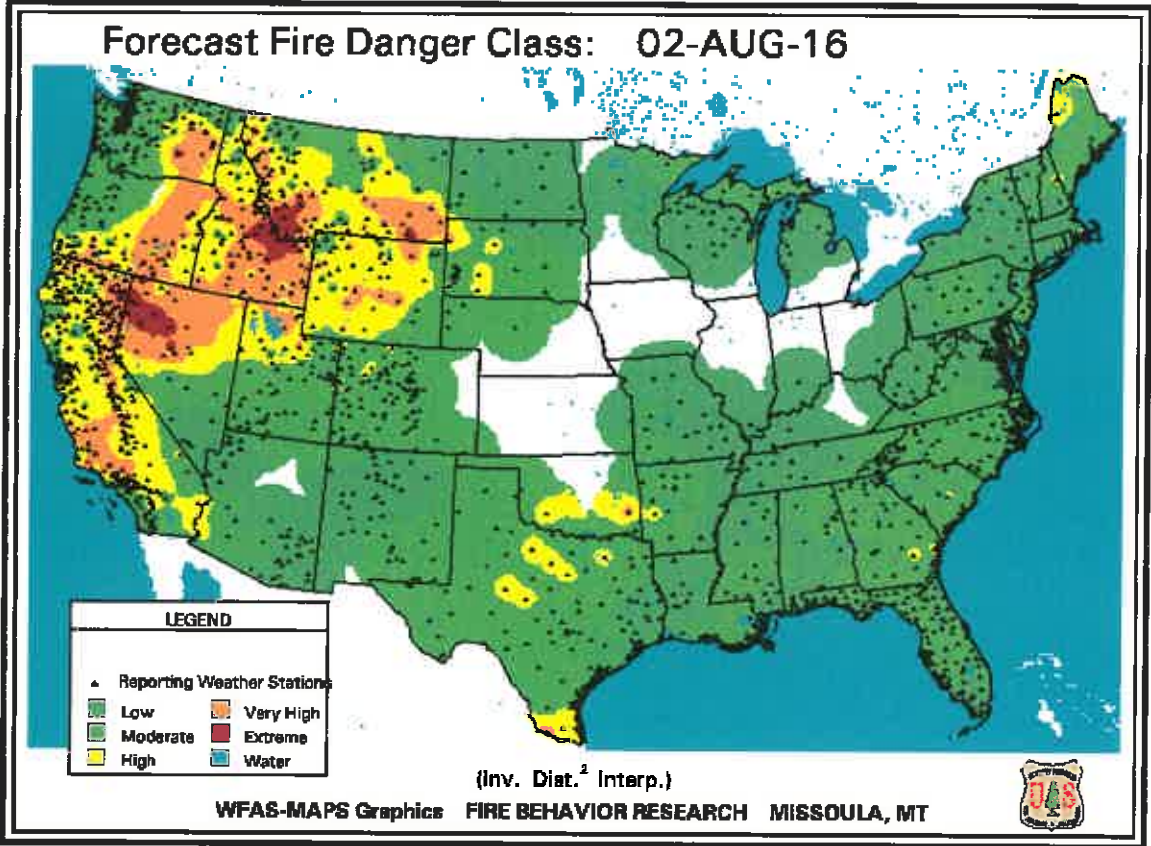 Forecast Fire Danger Class: 02-AUG-16
LEGEND
Reporting Weather Stations
Low
Very High
Moderate
Extreme
High
Water
(Inv. Dist.² Interp.)
WFAS-MAPS Graphics FIRE BEHAVIOR RESEARCH MISSOULA, MT